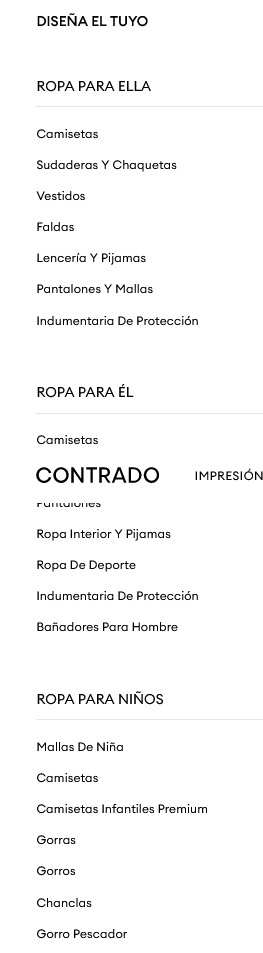 DISEÑA EL TUYO
ROPA PARA ELLA
Camisetas
Sudaderas Y Chaquetas
Vestidos
Faldas
Lencería Y Pijamas
Pantalones Y Mallas
Indumentaria De Protección
ROPA PARA ÉL
Camisetas
CONTRADO IMPRESIÓN
Pantalones
Ropa Interior Y Pijamas
Ropa De Deporte
Indumentaria De Protección
Bañadores Para Hombre
ROPA PARA NIÑOS
Mallas De Niña
Camisetas
Camisetas Infantiles Premium
Gorras
Gorros
Chanclas
Gorro Pescador